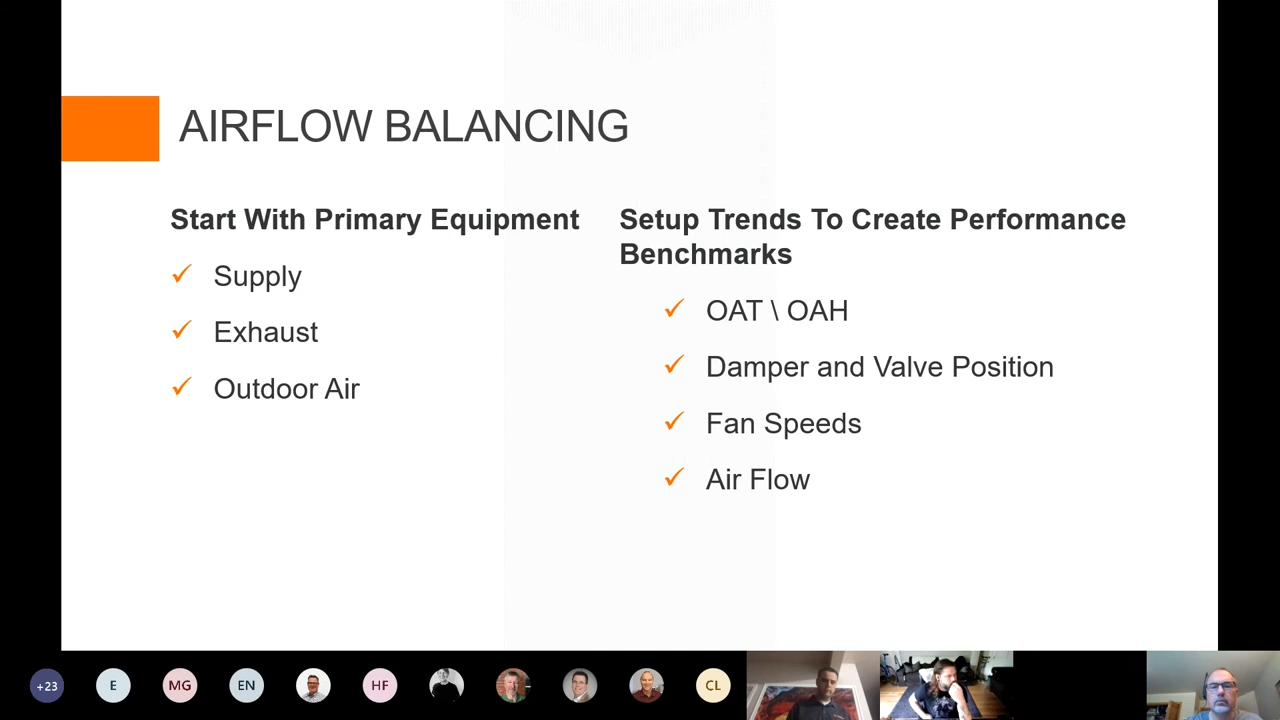 AIRFLOW BALANCING
Start With Primary Equipment
✓ Supply
✓ Exhaust
✓ Outdoor Air
Setup Trends To Create Performance
Benchmarks
✓ OAT \ OAH
✓ Damper and Valve Position
✓ Fan Speeds
✓ Air Flow
+23
E
MG
EN
HF
CL